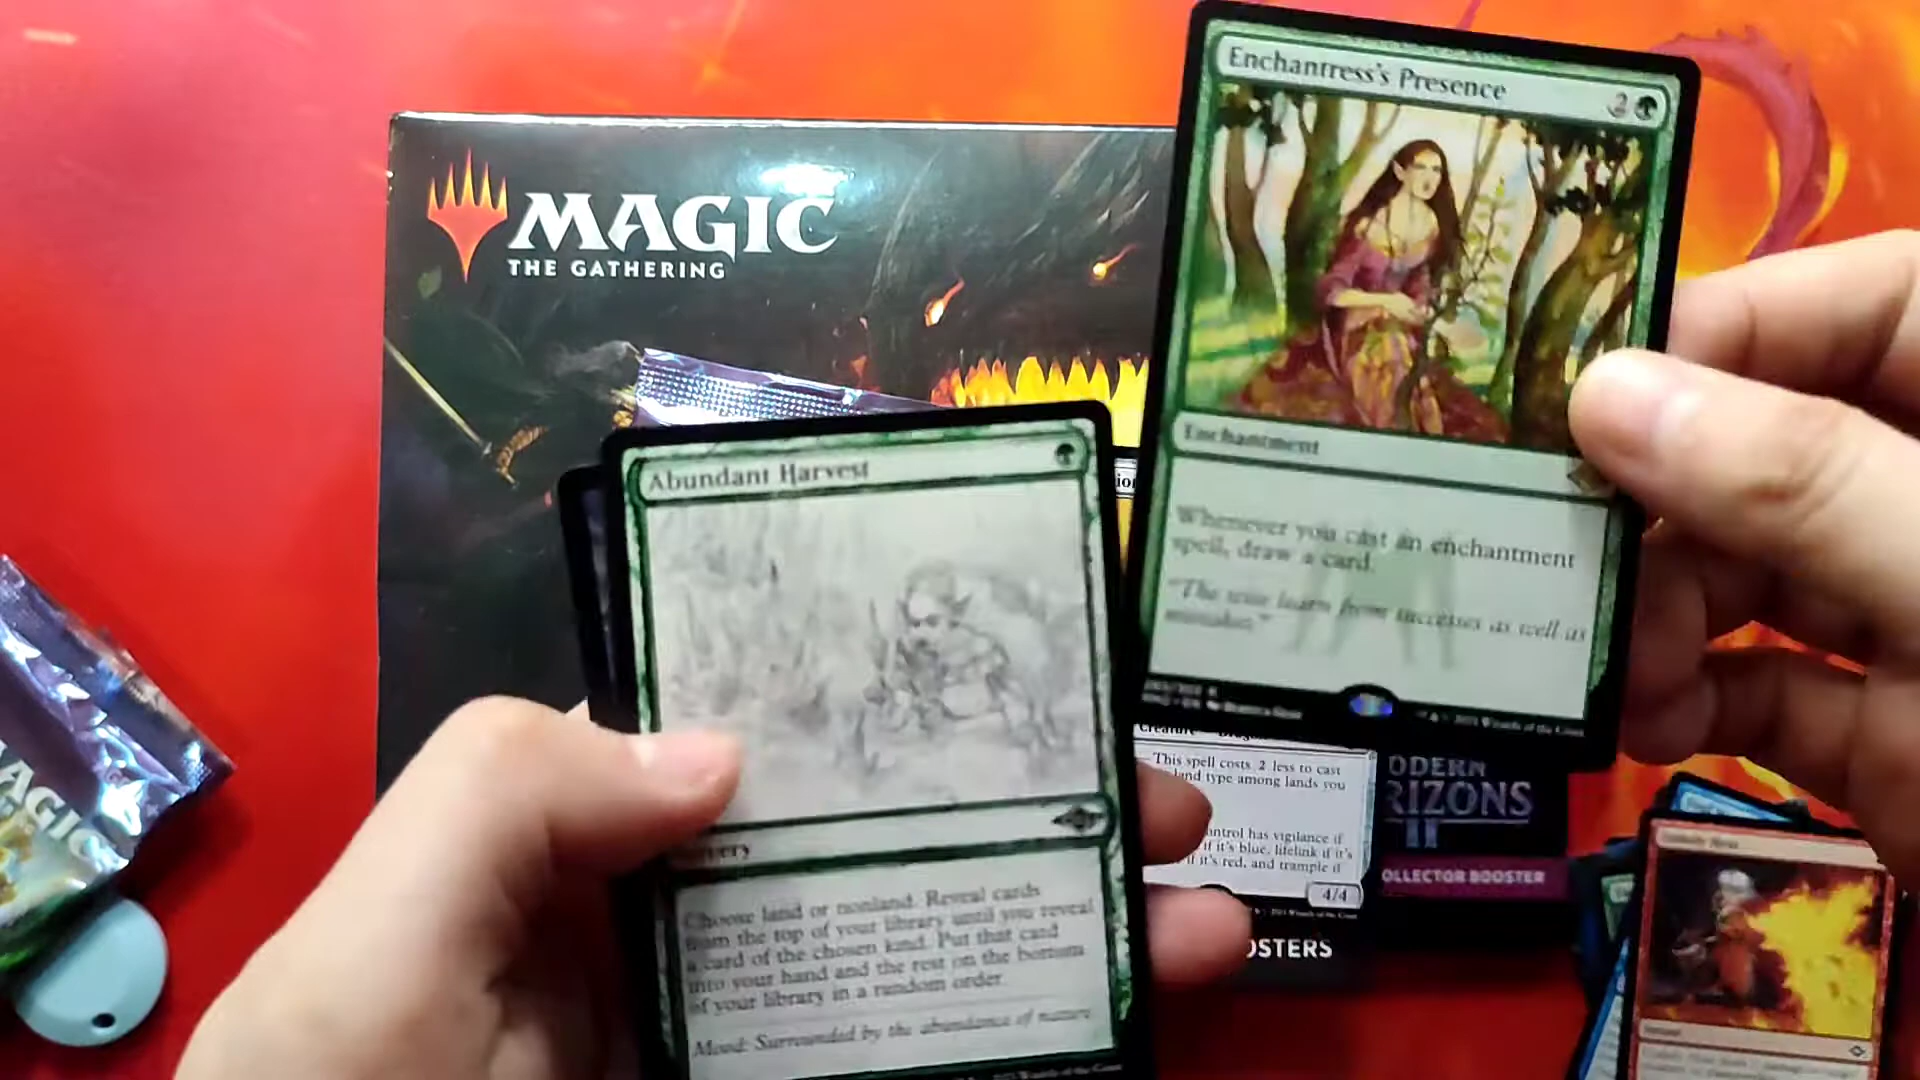 MAGIC
THE GATHERING
Enchantress's Presence
2
Enchantment
Whenever you cast an enchantment
spell, draw a card.
"The wise learn from successes as well as
mistakes."
Abundant Harvest
Choose land or nonland. Reveal cards
from the top of your library until you reveal
a card of the chosen kind. Put that card
into your hand and the rest on the bottom
of your library in a random order.
Mood: Surrounded by the abundance of nature
This spell costs 2 less to cast
land type among lands you
control has vigilance if
if it's blue, lifelink if it's
if it's red, and trample if
4/4
ODERN
RIZONS
II
OLLECTOR BOOSTER
OSTERS
MAGIC